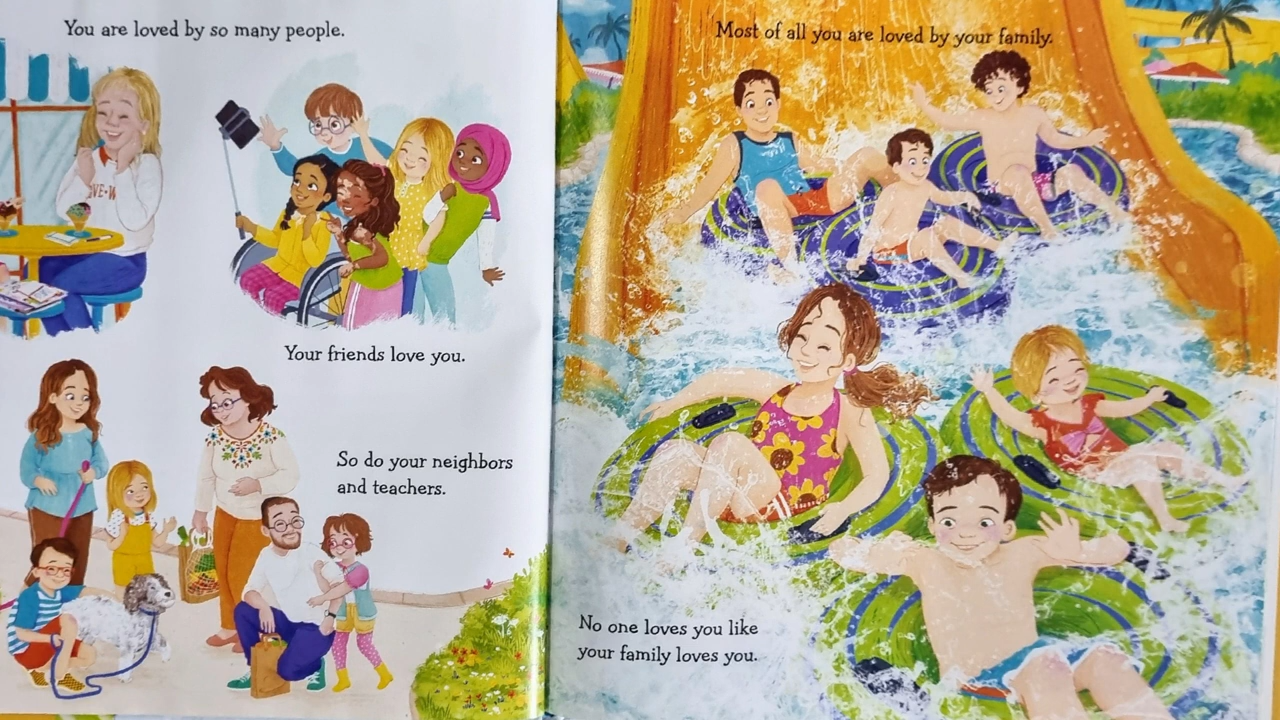 You are loved by so many people.
Your friends love you.
So do your neighbors
and teachers.
Most of all you are loved by your family.
No one loves you like
your family loves you.